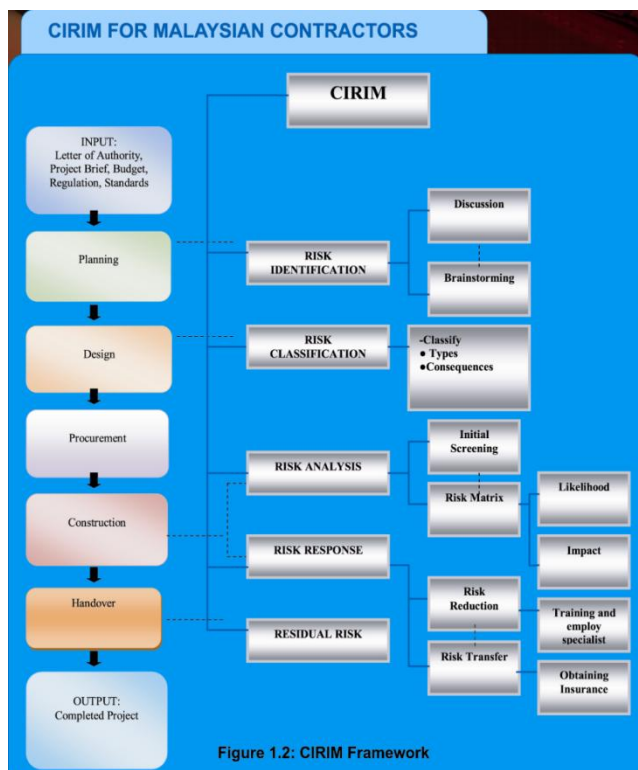 CIRIM FOR MALAYSIAN CONTRACTORS
CIRIM
INPUT:
Letter of Authority,
Project Brief, Budget,
Regulation, Standards
Planning
Design
Procurement
Construction
Handover
OUTPUT:
Completed Project
RISK
IDENTIFICATION
Discussion
Brainstorming
RISK
CLASSIFICATION
-Classify
● Types
●Consequences
RISK ANALYSIS
Initial
Screening
Risk Matrix
Likelihood
Impact
RISK RESPONSE
Risk
Reduction
Training and
employ
specialist
Risk Transfer
Obtaining
Insurance
RESIDUAL RISK
Figure 1.2: CIRIM Framework